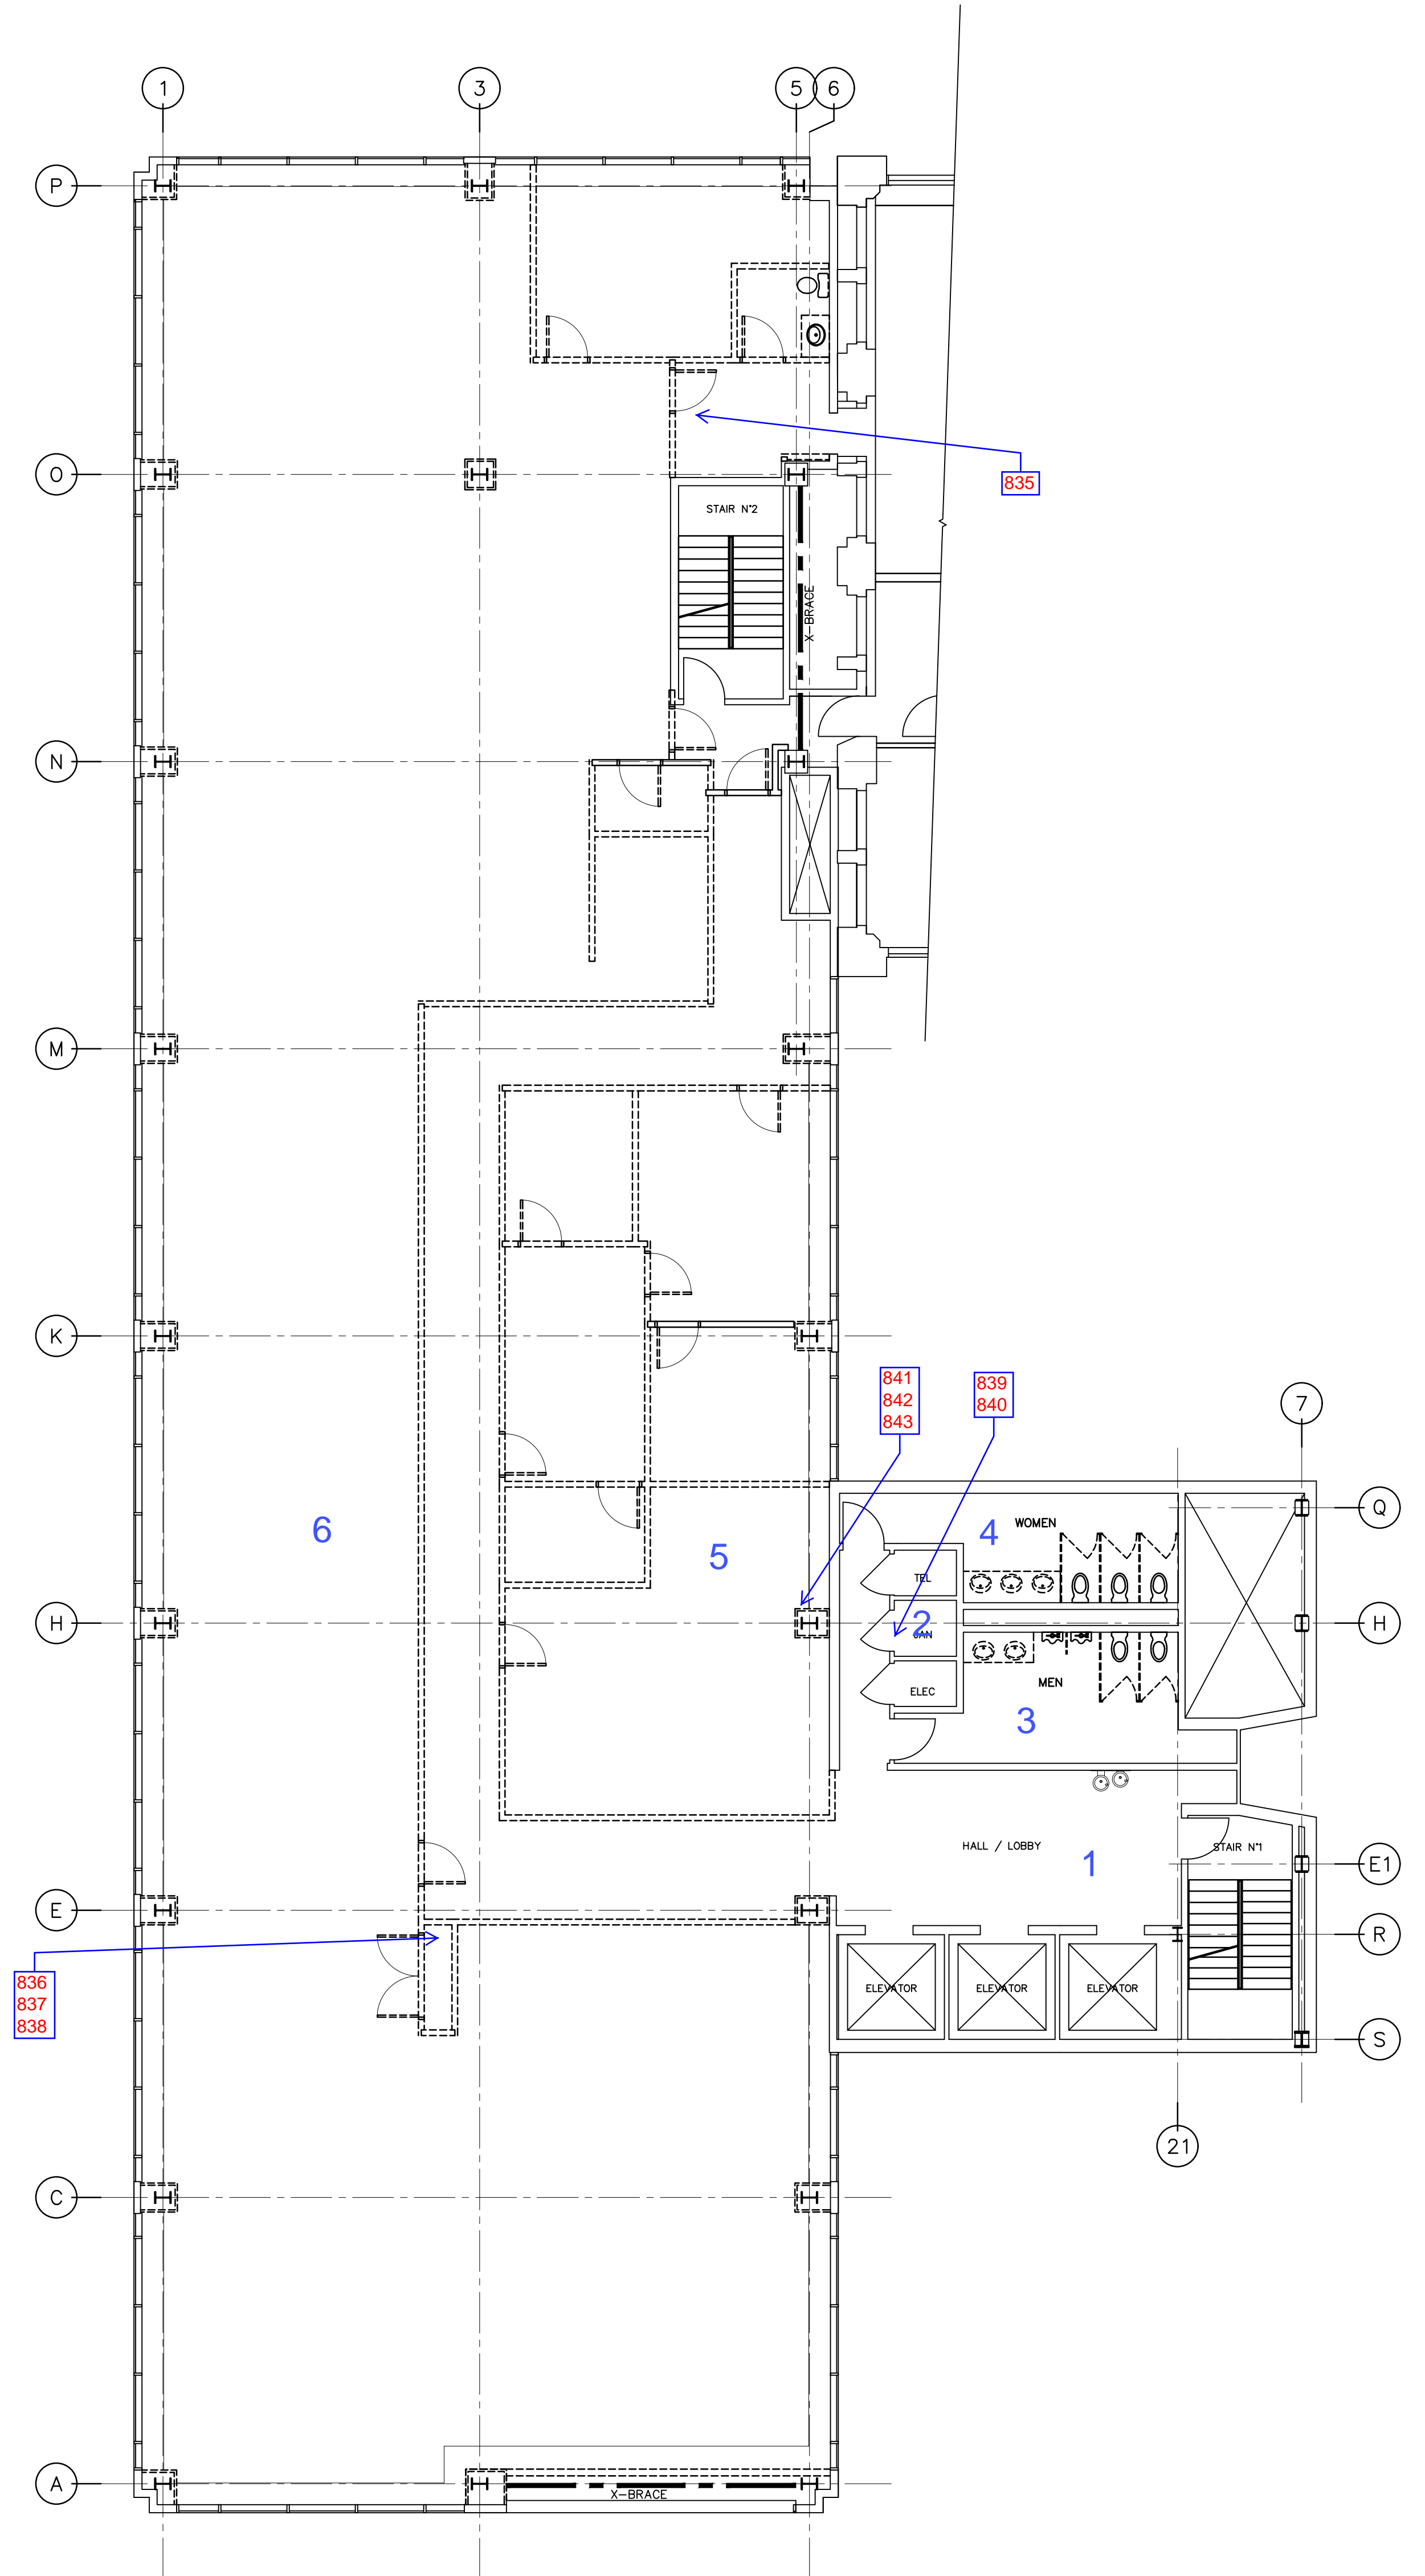 1
3
5
6
P
O
835
STAIR N°2
X-BRACE
N
M
K
841
842
843
839
840
7
Q
WOMEN
4
6
5
TEL
2
JAN
H
H
ELEC
MEN
3
HALL / LOBBY
STAIR N°1
1
E1
E
R
836
837
838
ELEVATOR
ELEVATOR
ELEVATOR
S
21
C
A
X-BRACE